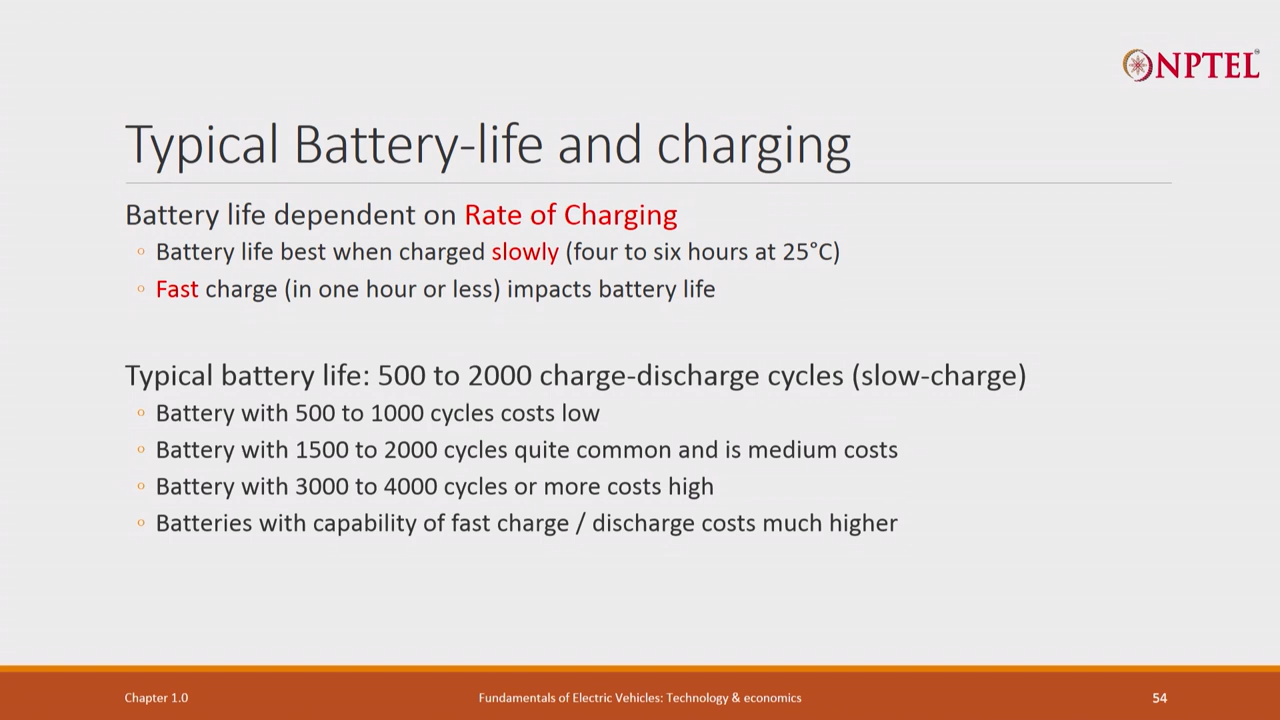 NPTEL
Typical Battery-life and charging
Battery life dependent on Rate of Charging
◦ Battery life best when charged slowly (four to six hours at 25°C)
◦ Fast charge (in one hour or less) impacts battery life
Typical battery life: 500 to 2000 charge-discharge cycles (slow-charge)
◦ Battery with 500 to 1000 cycles costs low
◦ Battery with 1500 to 2000 cycles quite common and is medium costs
◦ Battery with 3000 to 4000 cycles or more costs high
◦ Batteries with capability of fast charge / discharge costs much higher
Chapter 1.0
Fundamentals of Electric Vehicles: Technology & economics
54